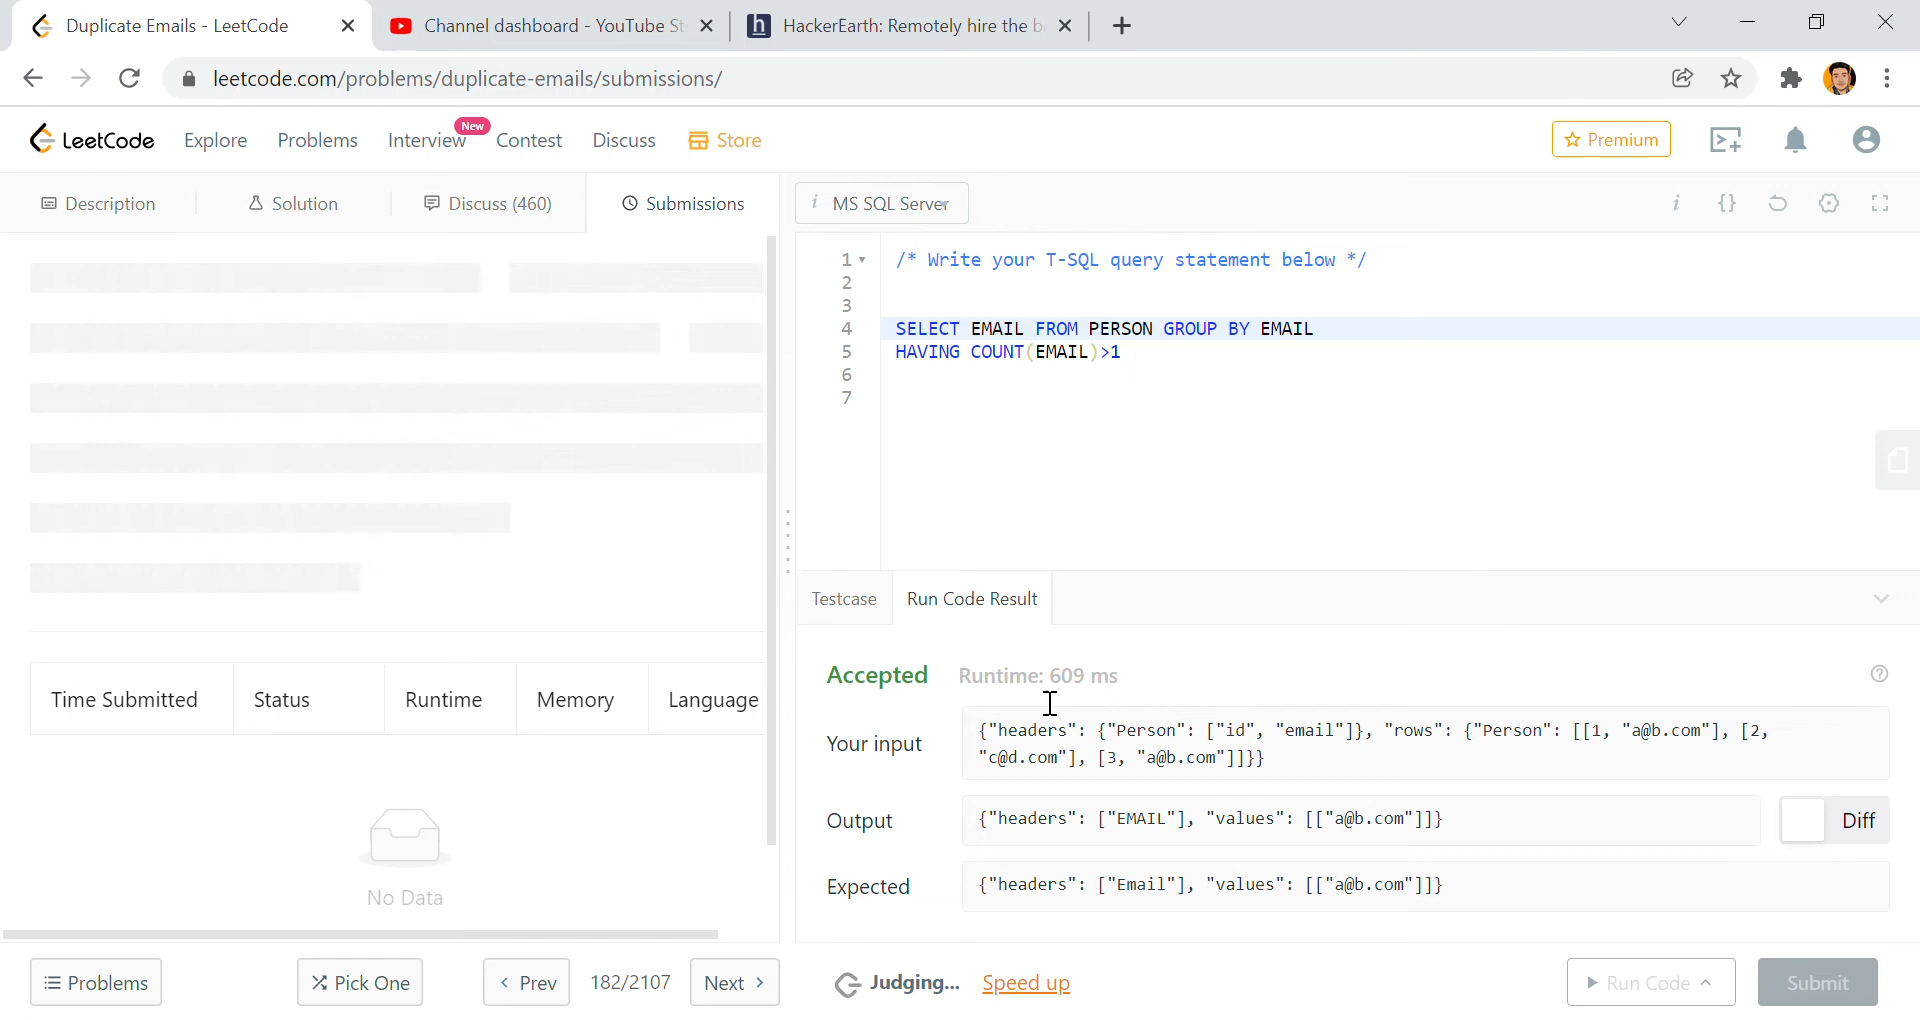 Duplicate Emails - LeetCode
Channel dashboard - YouTube St
h HackerEarth: Remotely hire the b
leetcode.com/problems/duplicate-emails/submissions/
LeetCode Explore Problems Interview New Contest Discuss Store Premium
Description Solution Discuss (460) Submissions
i MS SQL Server i {}
1 /* Write your T-SQL query statement below */
2
3
4 SELECT EMAIL FROM PERSON GROUP BY EMAIL
5 HAVING COUNT(EMAIL)>1
6
7
Time Submitted Status Runtime Memory Language
No Data
Testcase Run Code Result
Accepted Runtime: 609 ms
Your input
{"headers": {"Person": ["id", "email"]}, "rows": {"Person": [[1, "a@b.com"], [2,
"c@d.com"], [3, "a@b.com"]]}}
Output {"headers": ["EMAIL"], "values": [["a@b.com"]]} Diff
Expected {"headers": ["Email"], "values": [["a@b.com"]]}
Problems Pick One < Prev 182/2107 Next > Judging... Speed up Run Code Submit